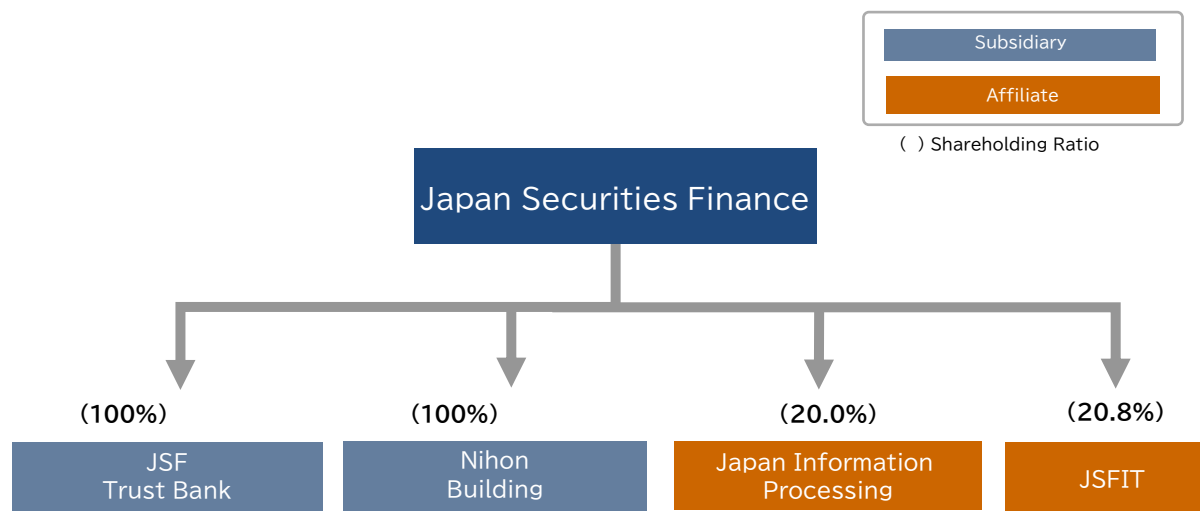 Subsidiary
Affiliate
( ) Shareholding Ratio
Japan Securities Finance
(100%)
(100%)
(20.0%)
(20.8%)
JSF
Trust Bank
Nihon
Building
Japan Information
Processing
JSFIT